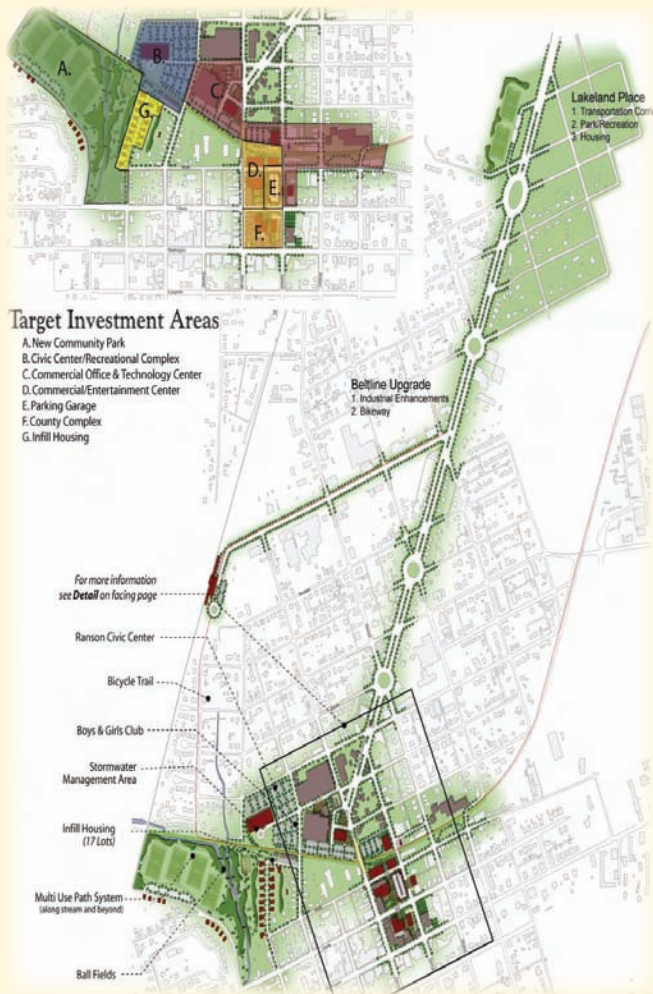 A.
B.
C.
G.
D.
E.
F.
Lakeland Place
1. Transportation
2. Park/Recreation
3. Housing
Target Investment Areas
A. New Community Park
B. Civic Center/Recreational Complex
C. Commercial Office & Technology Center
D. Commercial/Entertainment Center
E. Parking Garage
F. County Complex
G. Infill Housing
Beltline Upgrade
1. Industrial Enhancements
2. Bikeway
For more information
see Detail on facing page
Ranson Civic Center
Bicycle Trail
Boys & Girls Club
Stormwater
Management Area
Infill Housing
(17 Lots)
Multi Use Path System
(along stream and beyond)
Ball Fields